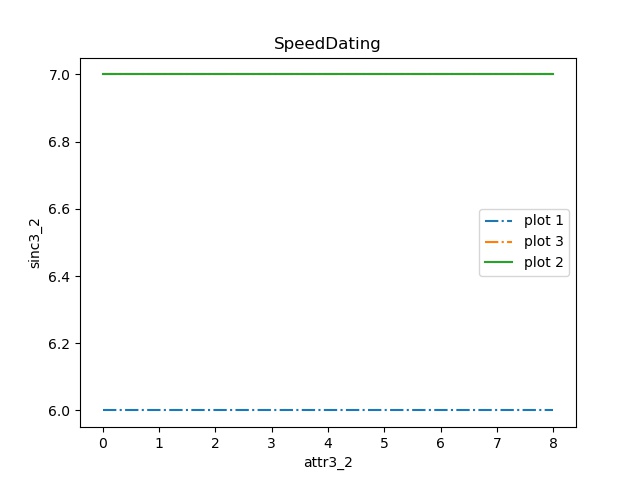 SpeedDating
7.0
6.8
6.6
6.4
6.2
6.0
sinc3_2
plot 1
plot 3
plot 2
0 1 2 3 4 5 6 7 8
attr3_2